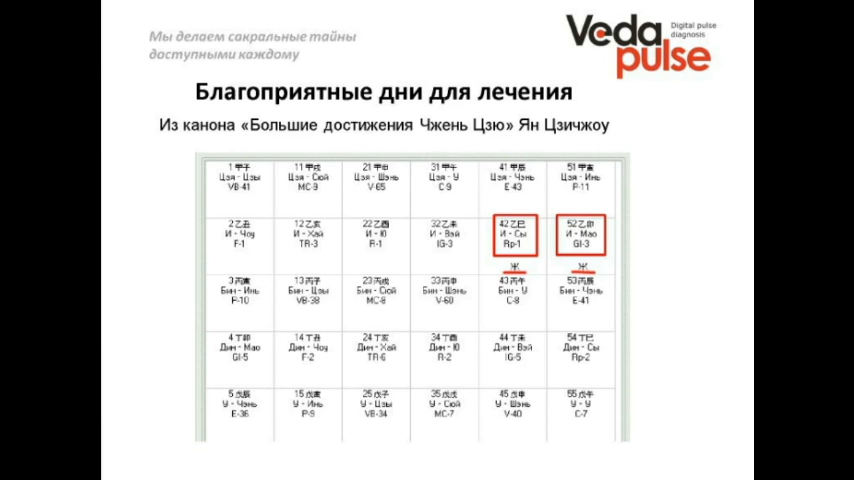 Мы делаем сакральные тайны
доступными каждому
Veda
pulse
Digital pulse
diagnosis
Благоприятные дни для лечения
Из канона «Большие достижения Чжень Цзю» Ян Цзичжоу
1 甲子 11 甲戌 21 甲申 31 甲午 41 甲辰 51 甲寅
Цзя - Цзы Цзя - Сюй Цзя - Шэнь Цзя - У Цзя - Чэнь Цзя - Инь
VB-41 MC-9 V-65 C-9 E-43 P-11
2 乙丑 12 乙亥 22 乙酉 32 乙未 42 乙巳 52 乙卯
И - Чоу И - Хай И - Ю И - Вэй И - Сы И - Мао
F-1 TR-3 R-1 IG-3 Rp-1 GI-3
Ж Ж
3 丙寅 13 丙子 23 丙戌 33 丙申 43 丙午 53 丙辰
Бин - Инь Бин - Цзы Бин - Сюй Бин - Шэнь Бин - У Бин - Чэнь
P-10 VB-38 MC-8 V-60 C-8 E-41
4 丁卯 14 丁丑 24 丁亥 34 丁酉 44 丁未 54 丁巳
Дин - Мао Дин - Чоу Дин - Хай Дин - Ю Дин - Вэй Дин - Сы
GI-5 F-2 TR-6 R-2 IG-5 Rp-2
5 戊辰 15 戊寅 25 戊子 35 戊戌 45 戊申 55 戊午
У - Чэнь У - Инь У - Цзы У - Сюй У - Шэнь У - У
E-36 P-9 VB-34 MC-7 V-40 C-7